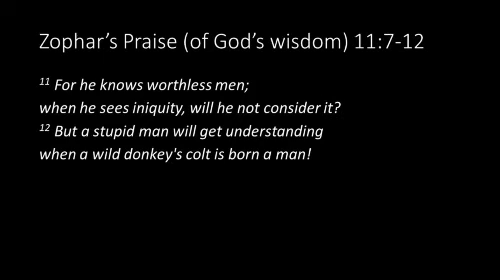 Zophar’s Praise (of God’s wisdom) 11:7-12
11 For he knows worthless men;
when he sees iniquity, will he not consider it?
12 But a stupid man will get understanding
when a wild donkey's colt is born a man!